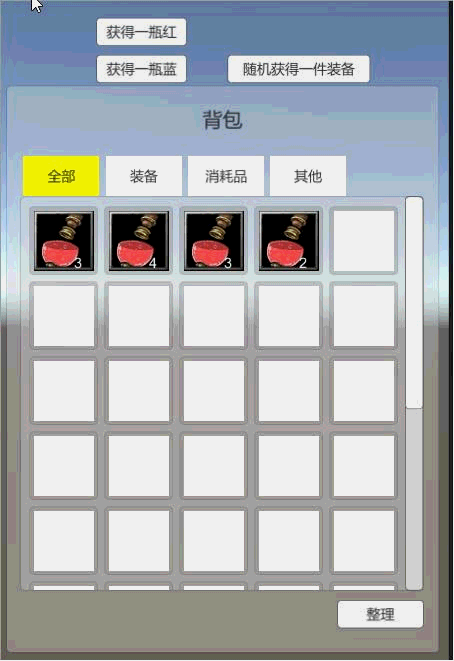 获得一瓶红
获得一瓶蓝 随机获得一件装备
背包
全部 装备 消耗品 其他
3 4 3 2
整理